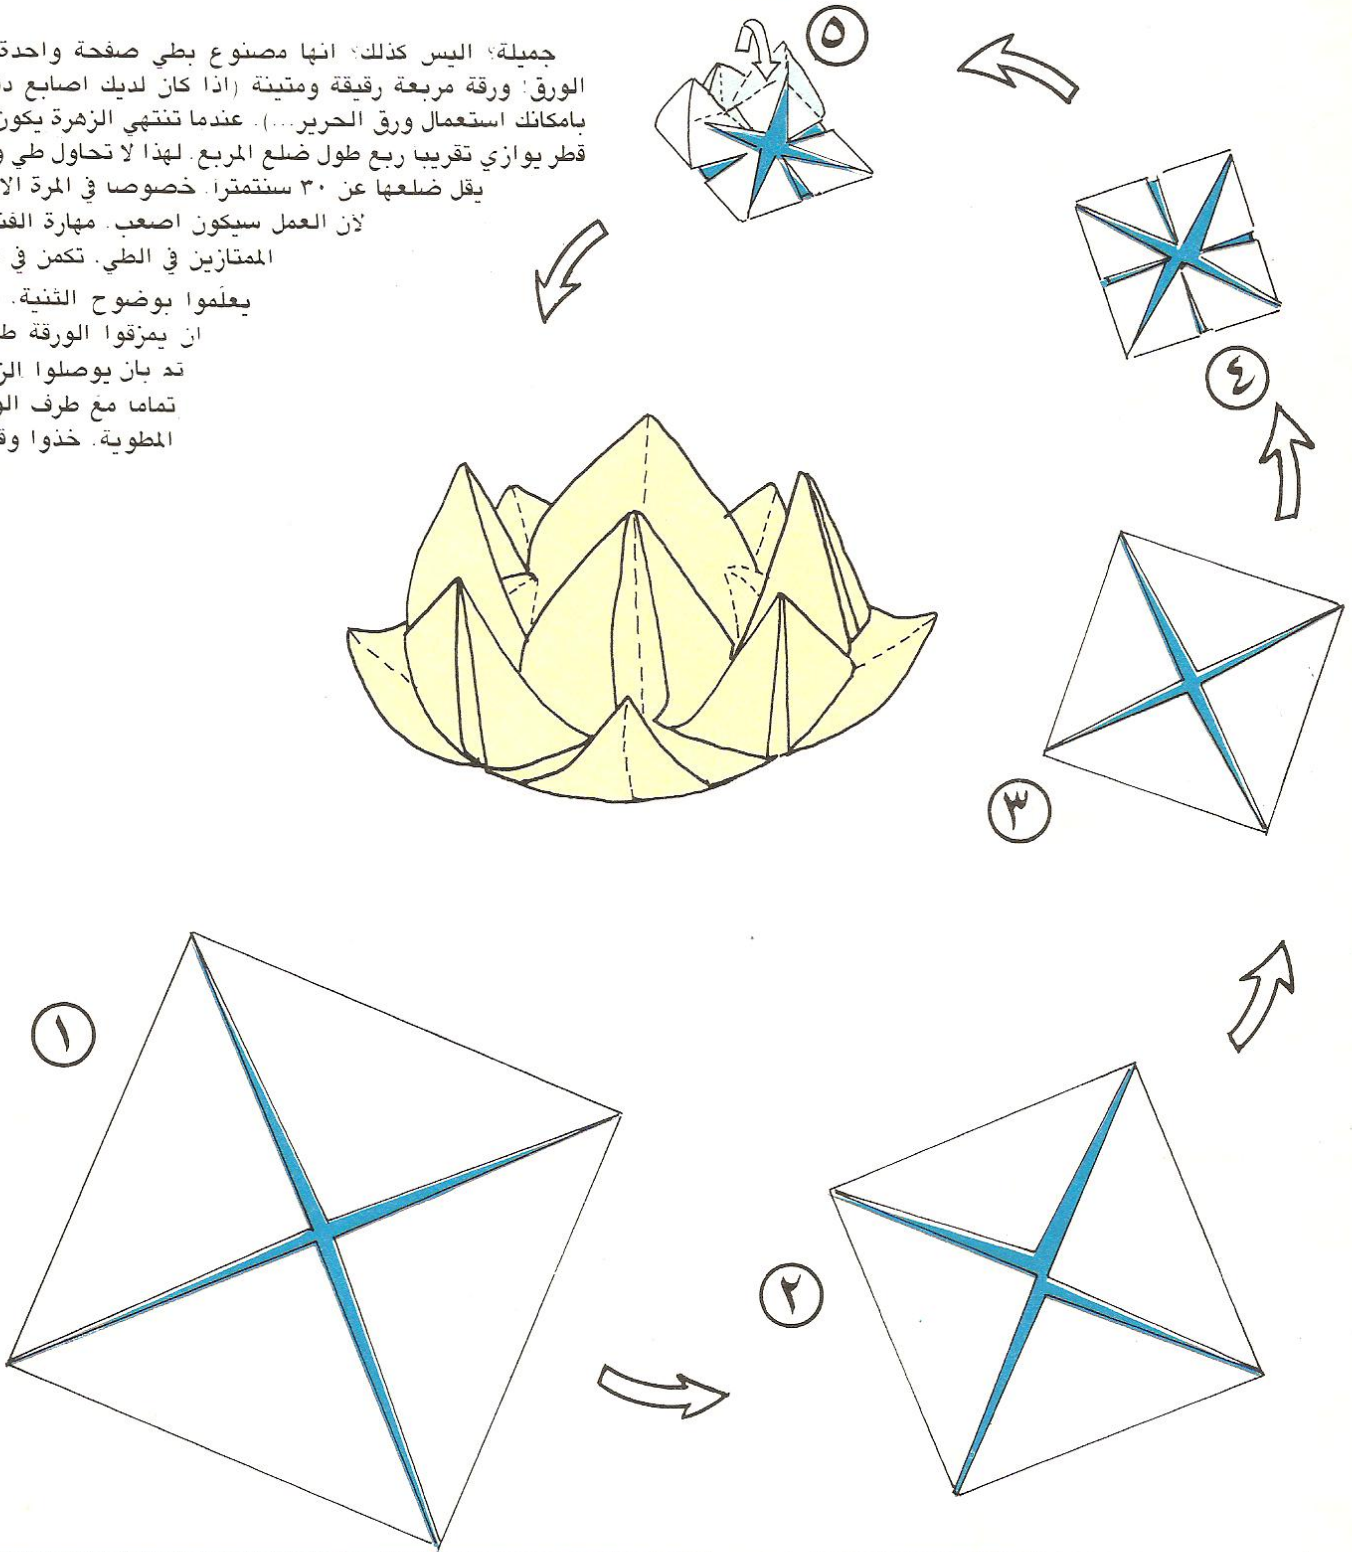 جميلة؟ اليس كذلك؟ انها مصنوع بطي صفحة واحدة
الورق! ورقة مربعة رقيقة ومتينة (اذا كان لديك اصابع
بامكانك استعمال ورق الحرير...). عندما تنتهي الزهرة يكون
قطر يوازي تقريبا ربع طول ضلع المربع. لهذا لا تحاول طي
يقل ضلعها عن ٣٠ سنتمترا. خصوصا في المرة
لان العمل سيكون اصعب. مهارة
الممتازين في الطي. تكمن في
يعلّموا بوضوح الثنية.
ان يمزقوا الورقة
تم بان يوصلوا
تماما مع طرف
المطوية. خذوا
٥
٤
٣
١
٢